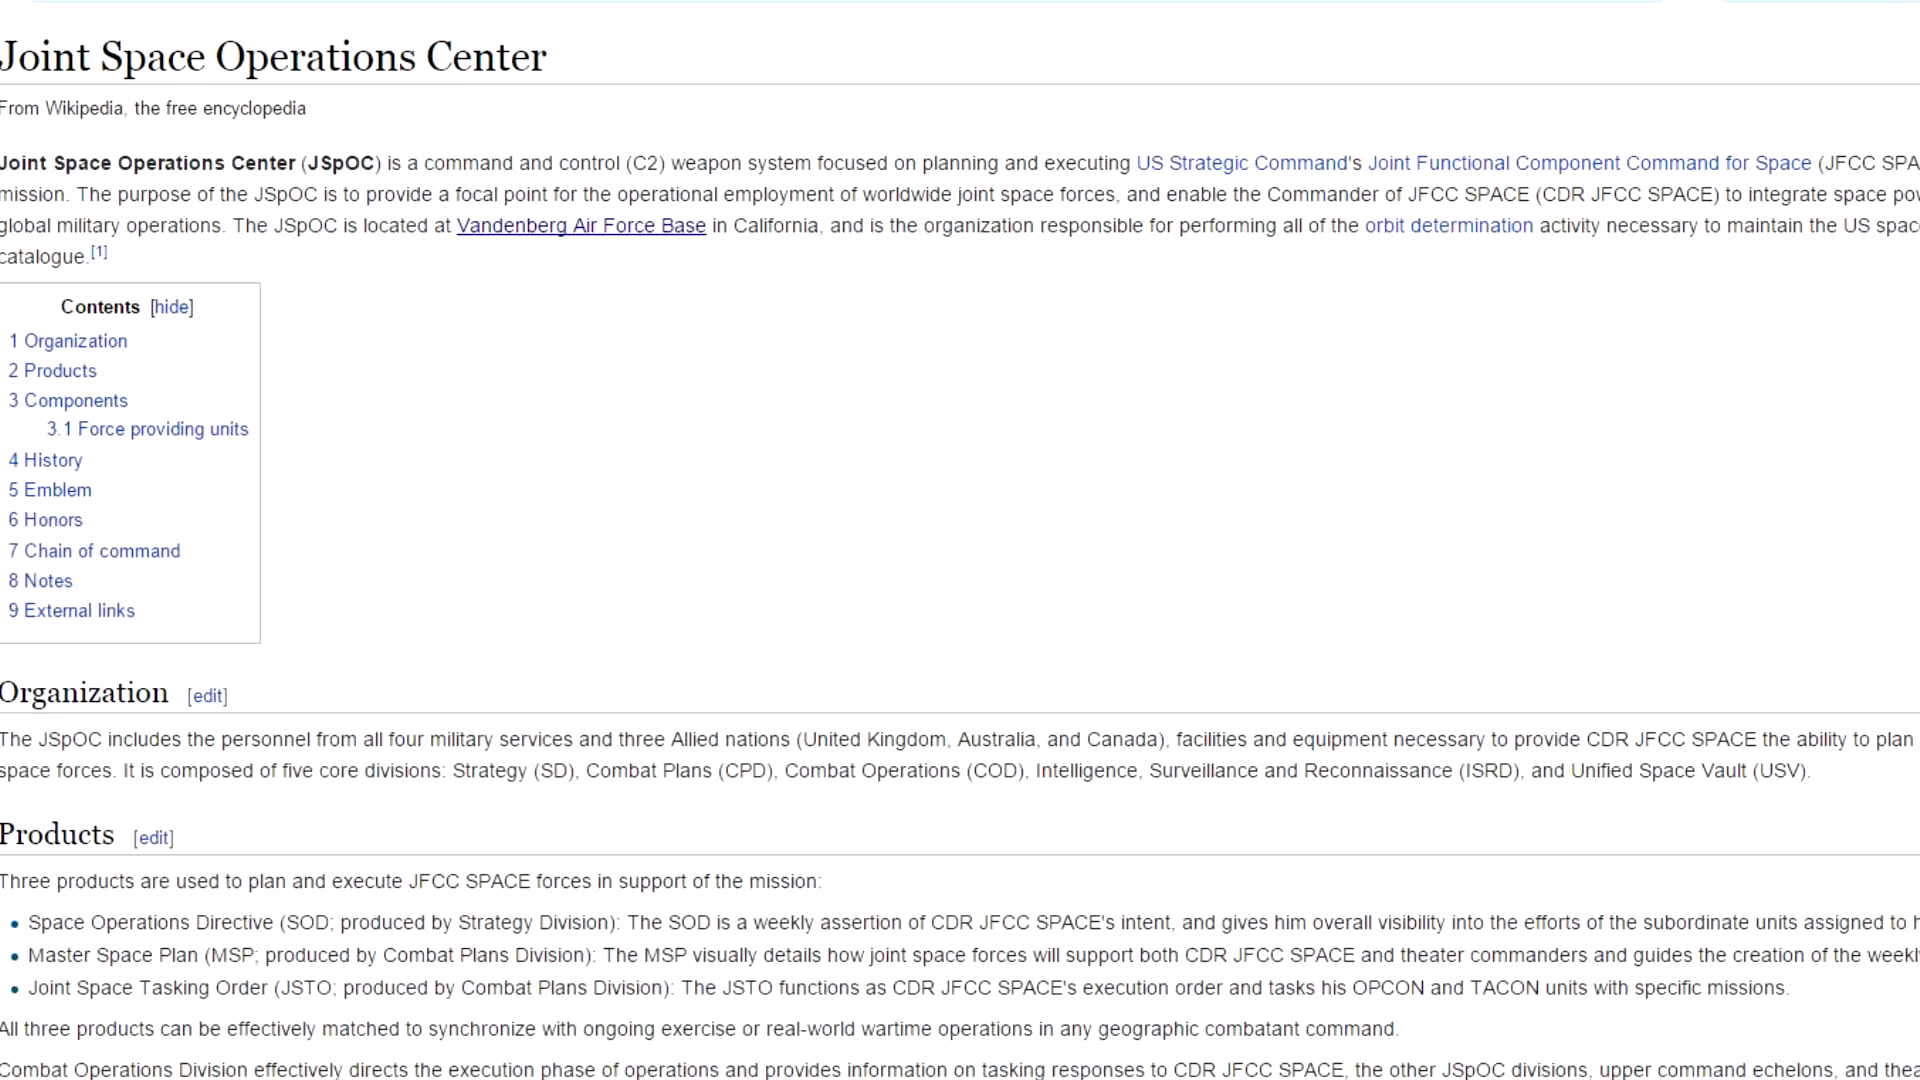 Joint Space Operations Center
From Wikipedia, the free encyclopedia
Joint Space Operations Center (JSpOC) is a command and control (C2) weapon system focused on planning and executing US Strategic Command's Joint Functional Component Command for Space (JFCC
mission. The purpose of the JSpOC is to provide a focal point for the operational employment of worldwide joint space forces, and enable the Commander of JFCC SPACE (CDR JFCC SPACE) to integrate space
global military operations. The JSpOC is located at Vandenberg Air Force Base in California, and is the organization responsible for performing all of the orbit determination activity necessary to maintain the US
catalogue.[1]
Contents [hide]
1 Organization
2 Products
3 Components
3.1 Force providing units
4 History
5 Emblem
6 Honors
7 Chain of command
8 Notes
9 External links
Organization [edit]
The JSpOC includes the personnel from all four military services and three Allied nations (United Kingdom, Australia, and Canada), facilities and equipment necessary to provide CDR JFCC SPACE the ability to plan
space forces. It is composed of five core divisions: Strategy (SD), Combat Plans (CPD), Combat Operations (COD), Intelligence, Surveillance and Reconnaissance (ISRD), and Unified Space Vault (USV).
Products [edit]
Three products are used to plan and execute JFCC SPACE forces in support of the mission:
• Space Operations Directive (SOD; produced by Strategy Division): The SOD is a weekly assertion of CDR JFCC SPACE's intent, and gives him overall visibility into the efforts of the subordinate units assigned to
• Master Space Plan (MSP; produced by Combat Plans Division): The MSP visually details how joint space forces will support both CDR JFCC SPACE and theater commanders and guides the creation of the
• Joint Space Tasking Order (JSTO; produced by Combat Plans Division): The JSTO functions as CDR JFCC SPACE's execution order and tasks his OPCON and TACON units with specific missions.
All three products can be effectively matched to synchronize with ongoing exercise or real-world wartime operations in any geographic combatant command.
Combat Operations Division effectively directs the execution phase of operations and provides information on tasking responses to CDR JFCC SPACE, the other JSpOC divisions, upper command echelons, and